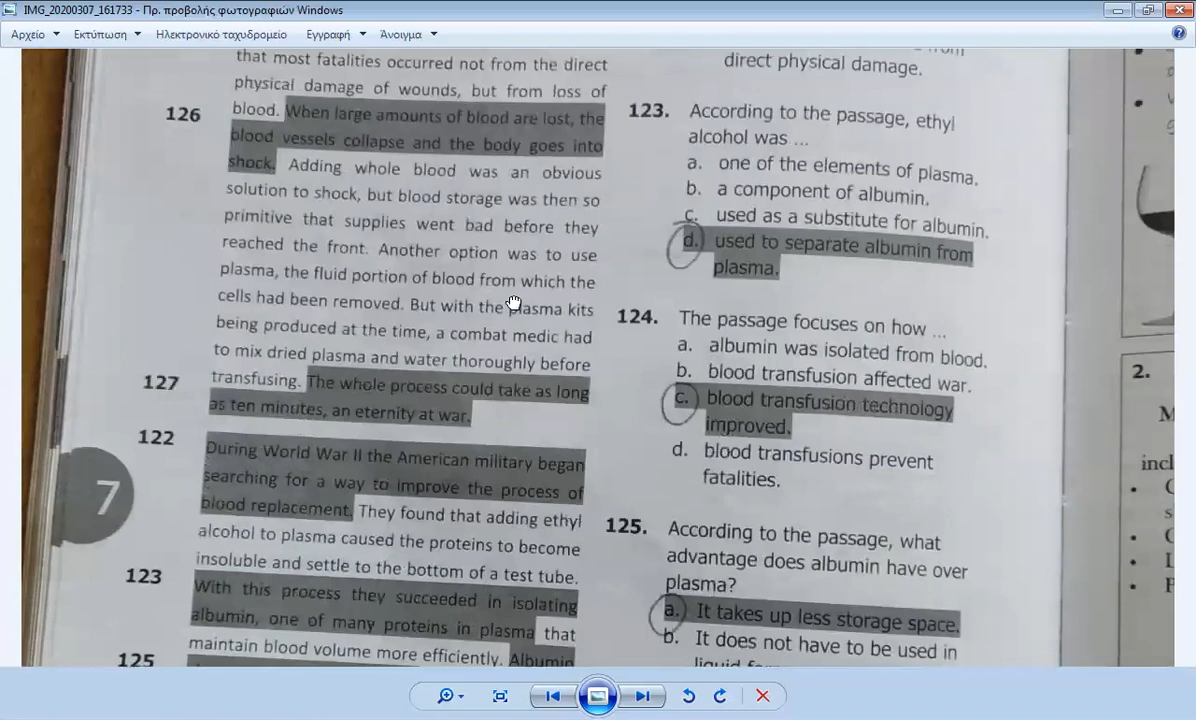 IMG_20200307_161733 - Πρ. προβολής φωτογραφιών Windows
Αρχείο Εκτύπωση Ηλεκτρονικό ταχυδρομείο Εγγραφή Άνοιγμα
that most fatalities occurred not from the direct
physical damage of wounds, but from loss of
126 blood. When large amounts of blood are lost, the
blood vessels collapse and the body goes into
shock. Adding whole blood was an obvious
solution to shock, but blood storage was then so
primitive that supplies went bad before they
reached the front. Another option was to use
plasma, the fluid portion of blood from which the
cells had been removed. But with the plasma kits
being produced at the time, a combat medic had
to mix dried plasma and water thoroughly before
127 transfusing. The whole process could take as long
as ten minutes, an eternity at war.
122 During World War II the American military began
searching for a way to improve the process of
blood replacement. They found that adding ethyl
alcohol to plasma caused the proteins to become
insoluble and settle to the bottom of a test tube.
123 With this process they succeeded in isolating
albumin, one of many proteins in plasma that
maintain blood volume more efficiently. Albumin
125
7
from
direct physical damage.
123. According to the passage, ethyl
alcohol was ...
a. one of the elements of plasma.
b. a component of albumin.
c. used as a substitute for albumin.
d. used to separate albumin from
plasma.
124. The passage focuses on how ...
a. albumin was isolated from blood.
b. blood transfusion affected war.
c. blood transfusion technology
improved.
d. blood transfusions prevent
fatalities.
125. According to the passage, what
advantage does albumin have over
plasma?
a. It takes up less storage space.
b. It does not have to be used in
liquid
2.
M
incl